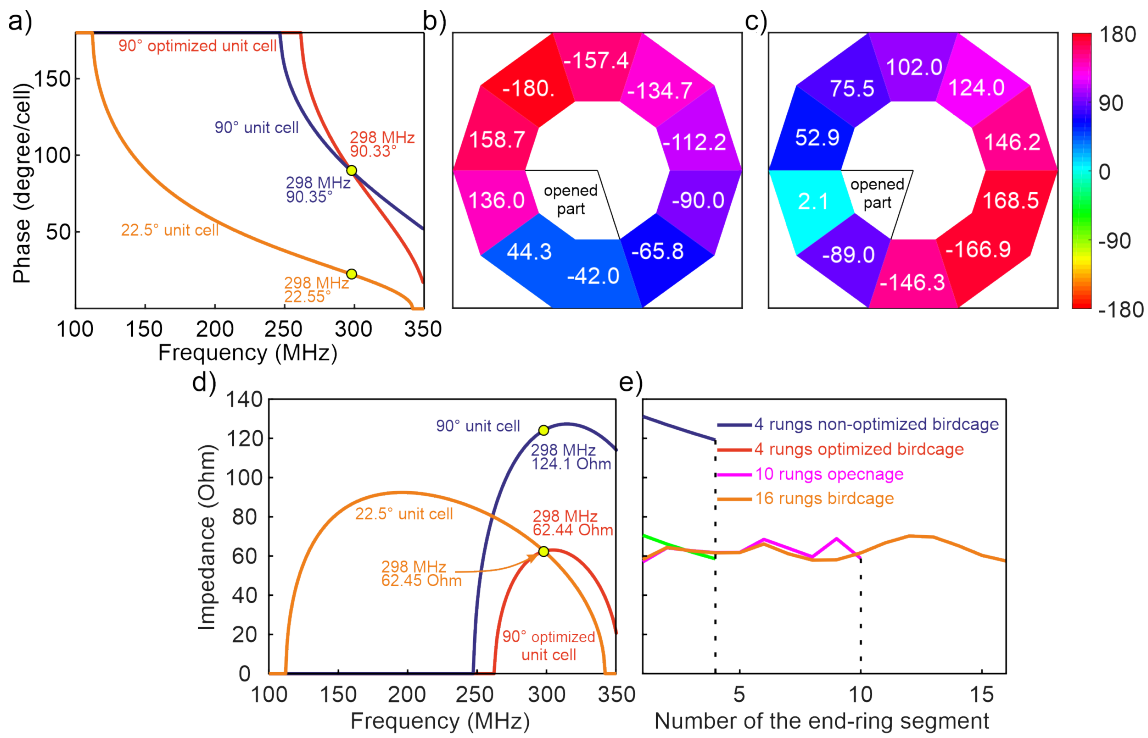 a)
Phase (degree/cell)
150
100
50
90° optimized unit cell
90° unit cell
22.5° unit cell
298 MHz
90.33°
298 MHz
90.35°
298 MHz
22.55°
100
150
200
250
300
350
Frequency (MHz)
b)
-157.4
-180.
-134.7
158.7
-112.2
136.0
-90.0
44.3
-42.0
-65.8
opened
part
c)
102.0
75.5
124.0
52.9
146.2
2.1
168.5
-89.0
-146.3
-166.9
opened
part
180
90
0
-90
-180
d)
Impedance (Ohm)
140
120
100
80
60
40
20
0
90° unit cell
298 MHz
124.1 Ohm
22.5° unit cell
298 MHz
62.44 Ohm
298 MHz
62.45 Ohm
90° optimized
unit cell
100
150
200
250
300
350
Frequency (MHz)
e)
4 rungs non-optimized birdcage
4 rungs optimized birdcage
10 rungs opecnage
16 rungs birdcage
5
10
15
Number of the end-ring segment